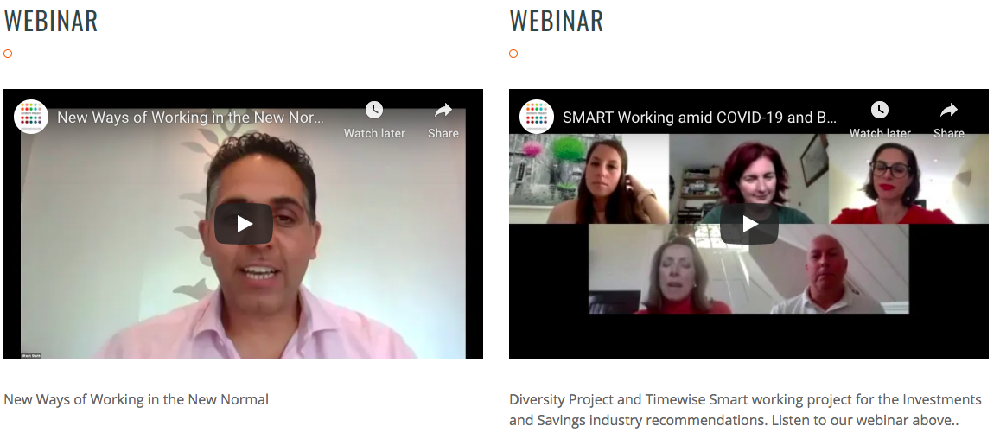 WEBINAR
New Ways of Working in the New Nor...
Watch later
Share
New Ways of Working in the New Normal
WEBINAR
SMART Working amid COVID-19 and B...
Watch later
Share
Diversity Project and Timewise Smart working project for the Investments
and Savings industry recommendations. Listen to our webinar above..